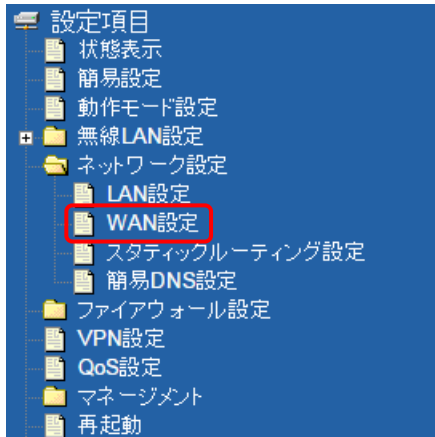 設定項目
状態表示
簡易設定
動作モード設定
無線LAN設定
ネットワーク設定
LAN設定
WAN設定
スタティックルーティング設定
簡易DNS設定
ファイアウォール設定
VPN設定
QoS設定
マネージメント
再起動